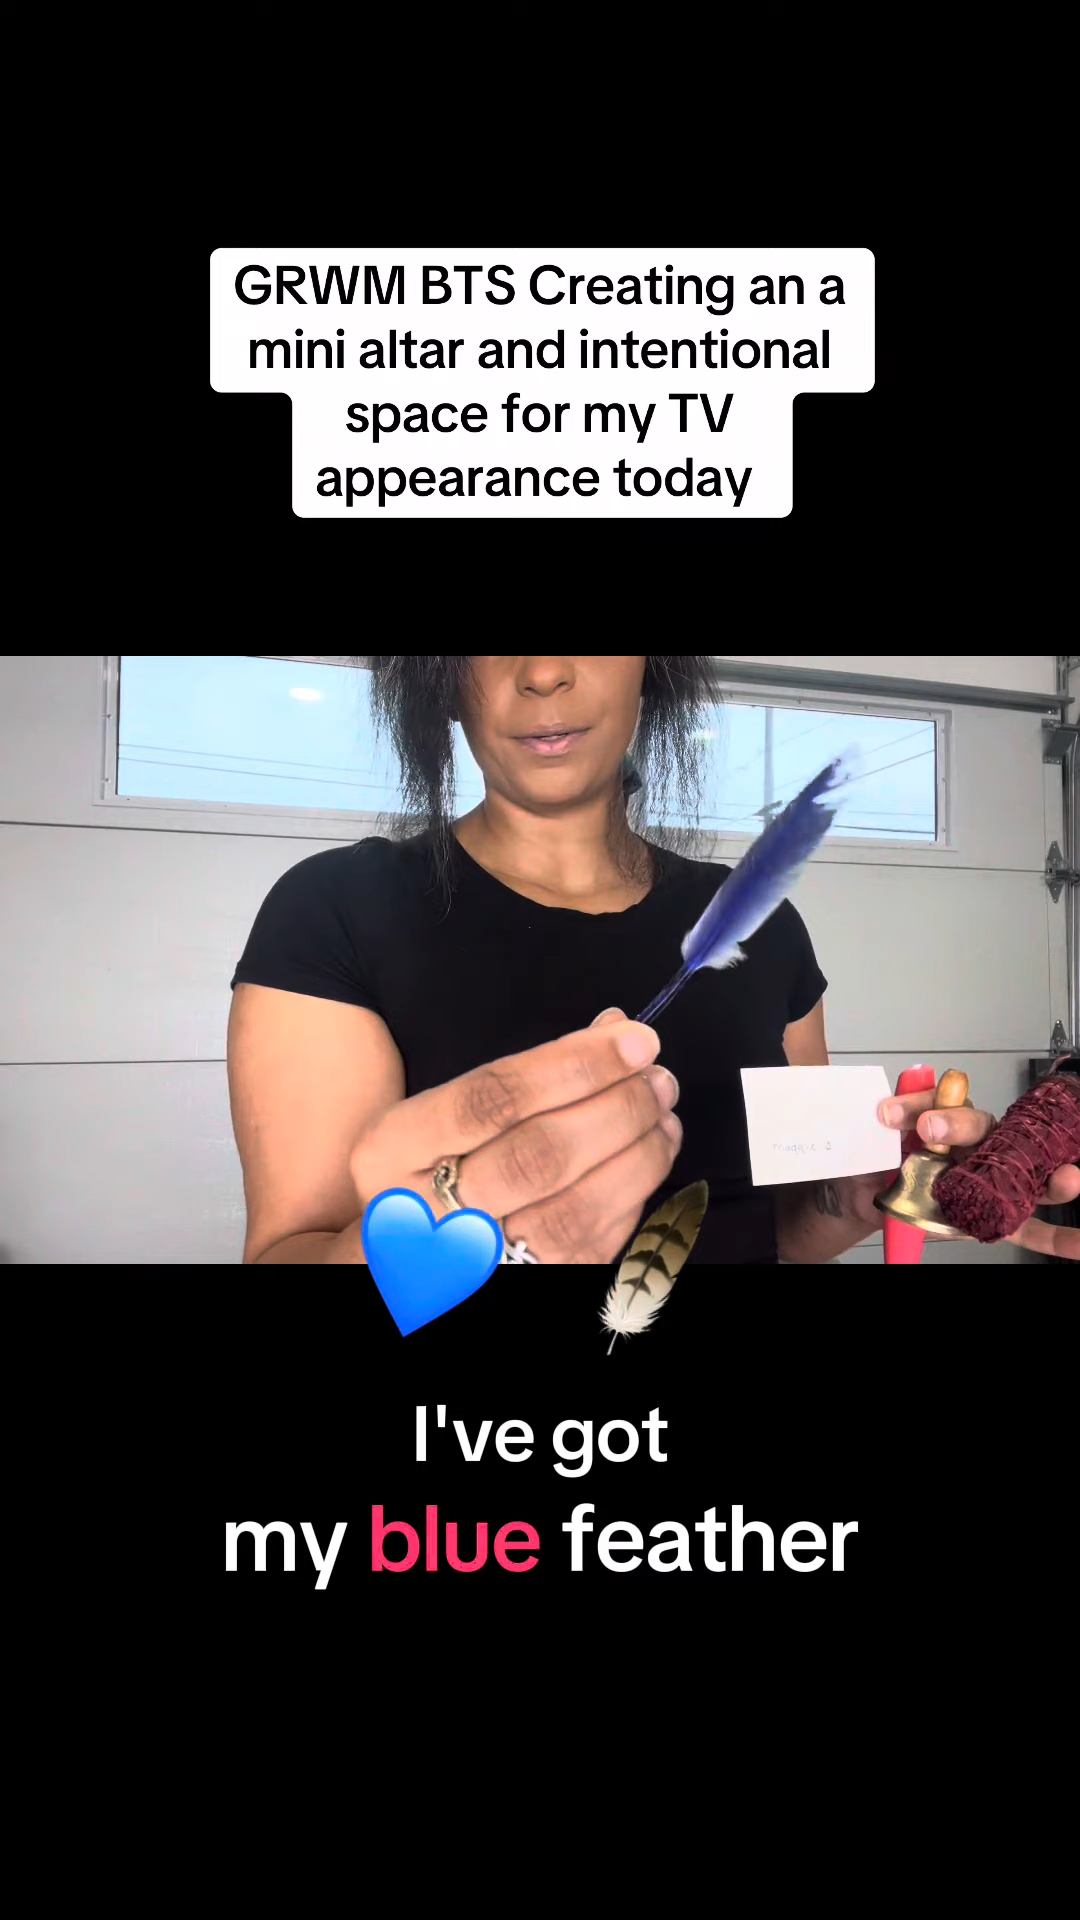 GRWM BTS Creating an a
mini altar and intentional
space for my TV
appearance today
I've got
my blue feather